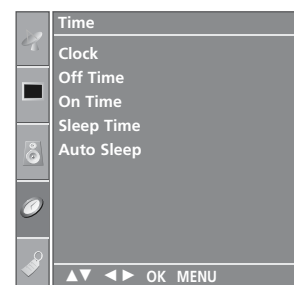 Time
Clock
Off Time
On Time
Sleep Time
Auto Sleep
▲▼ ◄► OK MENU